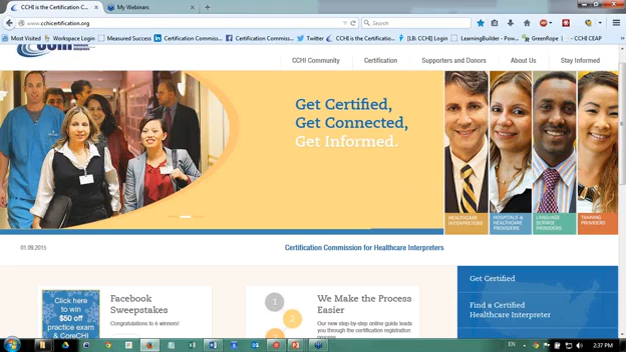 CCHI is the Certification C...
My Webinars
www.cchicertification.org
Search
Most Visited
Workspace Login
Measured Success
Linkedin Commissio...
Facebook Commissio...
Twitter
CCHI is the Certificatio...
[LB: CCHI] Login
LearningBuilder - Pow...
GreenRope
- CCHI CEAP
CCHI
CCHI Community
Certification
Supporters and Donors
About Us
Stay Informed
Get Certified,
Get Connected,
Get Informed.
HEALTHCARE
INTERPRETERS
HOSPITALS &
HEALTHCARE
PROVIDERS
LANGUAGE
SERVICE
PROVIDERS
TRAINING
PROVIDERS
01.09.2015
Certification Commission for Healthcare Interpreters
Click here
to win
$50 off
practice exam
& CoreCHI
Facebook
Sweepstakes
Congratulations to 6 winners!
1
2
We Make the Process
Easier
Our new step-by-step online guide leads
you through the certification registration
Get Certified
Find a Certified
Healthcare Interpreter
EN
2:37 PM